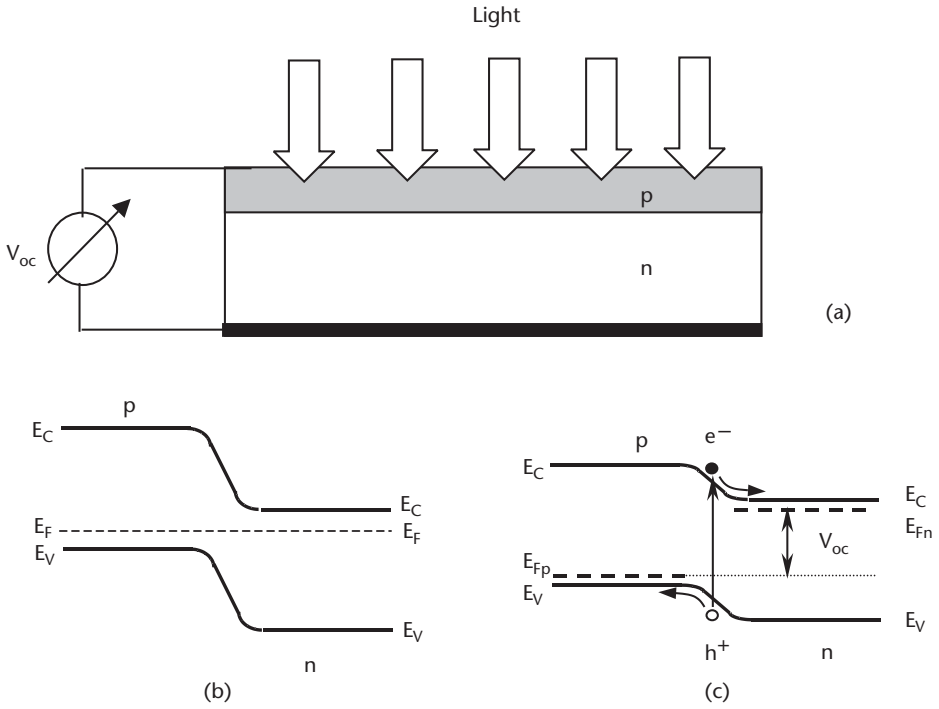 Light
p
V_oc
n
(a)
p
E_C
E_C
E_F
E_F
E_V
E_V
n
(b)
p
e−
E_C
E_C
E_Fn
V_oc
E_Fp
E_V
E_V
h+
n
(c)